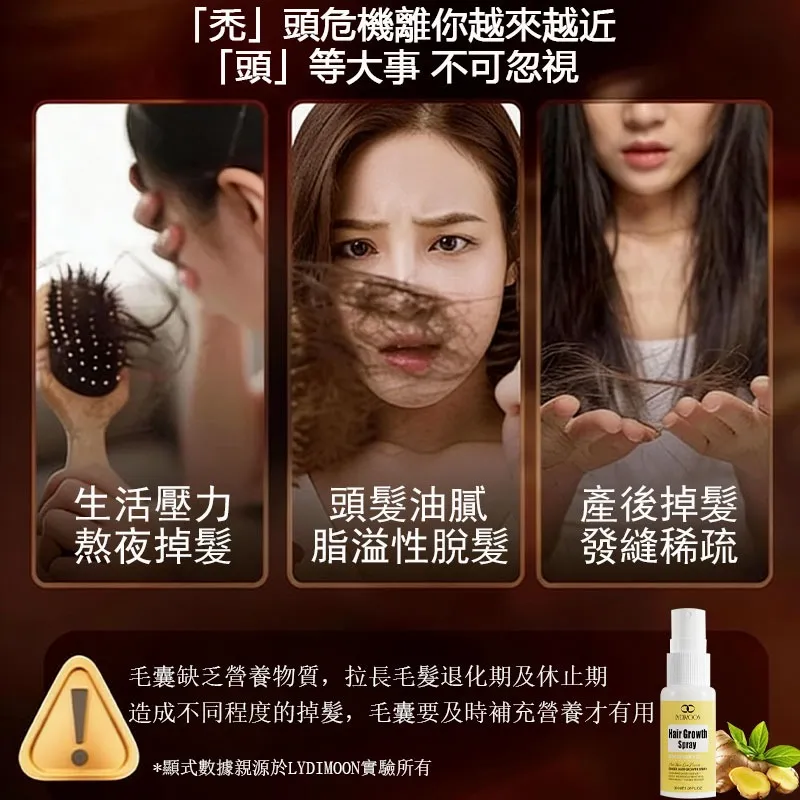 「禿」頭危機離你越來越近
「頭」等大事 不可忽視
生活壓力
熬夜掉髮
頭髮油膩
脂溢性脫髮
產後掉髮
發縫稀疏
毛囊缺乏營養物質，拉長毛髮退化期及休止期
造成不同程度的掉髮，毛囊要及時補充營養才有用
*顯式數據親源於LYDIMOON實驗所有
LYDIMOON
Hair Growth
Spray